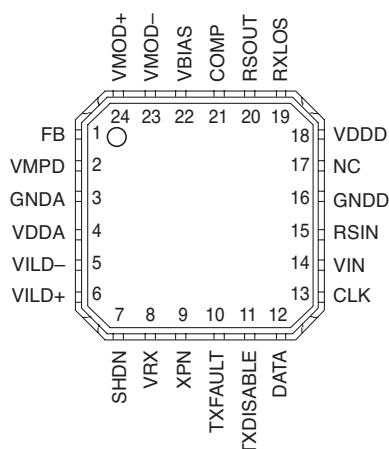 VMOD+
VMOD–
VBIAS
COMP
RSOUT
RXLOS
24 23 22 21 20 19
FB 1 18 VDDD
VMPD 2 17 NC
GNDA 3 16 GNDD
VDDA 4 15 RSIN
VILD– 5 14 VIN
VILD+ 6 13 CLK
7 8 9 10 11 12
SHDN
VRX
XPN
TXFAULT
TXDISABLE
DATA